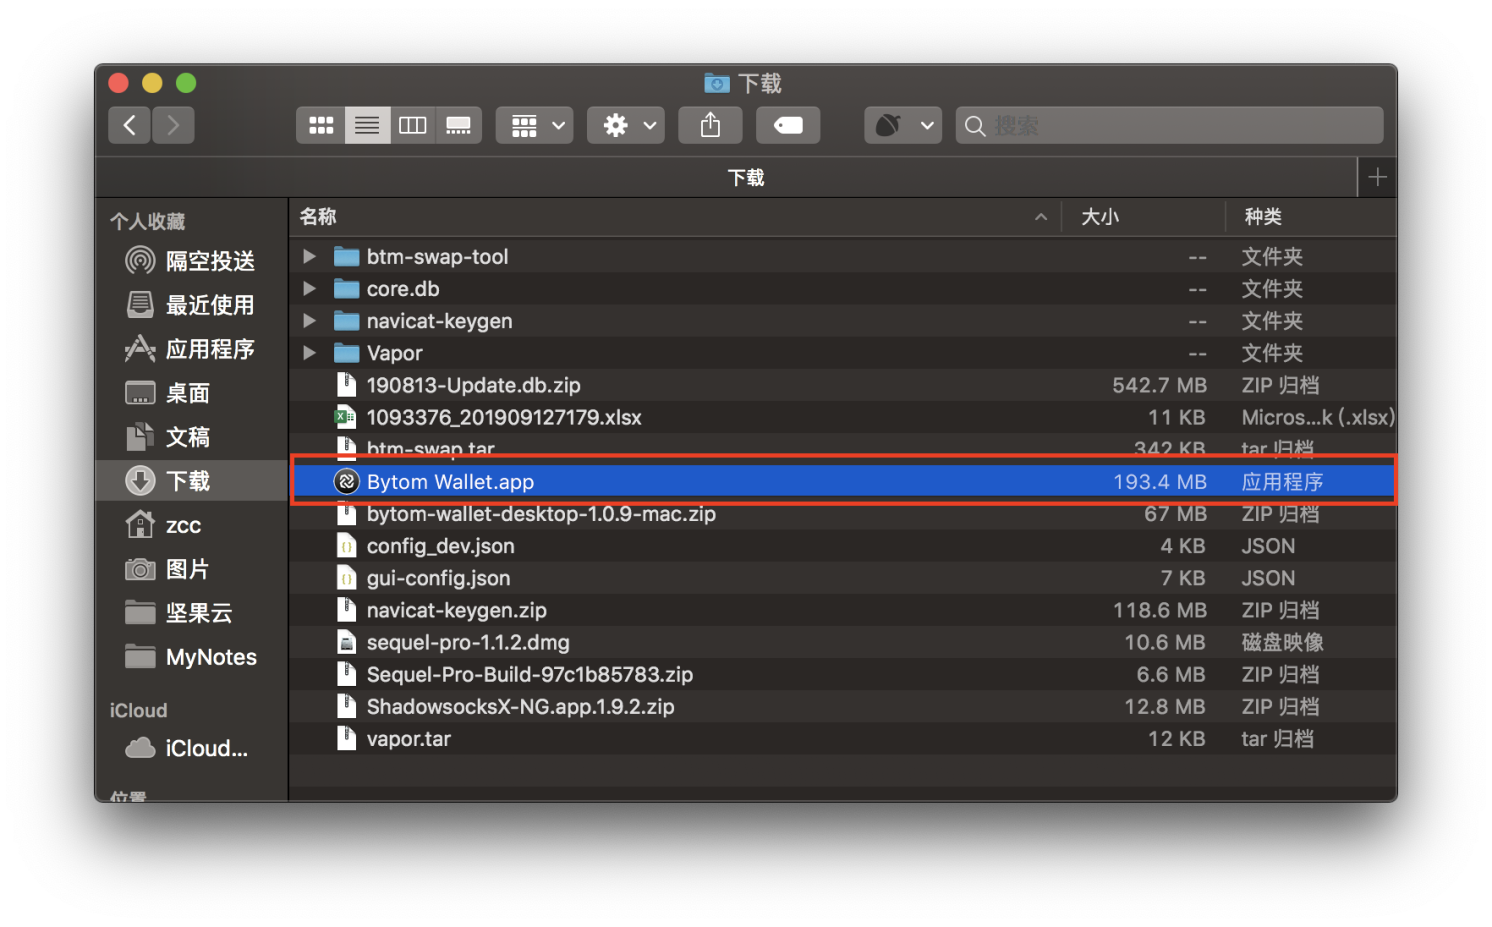 下载
搜索
下载
个人收藏
隔空投送
最近使用
应用程序
桌面
文稿
下载
zcc
图片
坚果云
MyNotes
iCloud
iCloud...
位置
名称 大小 种类
btm-swap-tool -- 文件夹
core.db -- 文件夹
navicat-keygen -- 文件夹
Vapor -- 文件夹
190813-Update.db.zip 542.7 MB ZIP 归档
1093376_201909127179.xlsx 11 KB Micros...k (.xlsx)
btm-swap.tar 342 KB tar 归档
Bytom Wallet.app 193.4 MB 应用程序
bytom-wallet-desktop-1.0.9-mac.zip 67 MB ZIP 归档
config_dev.json 4 KB JSON
gui-config.json 7 KB JSON
navicat-keygen.zip 118.6 MB ZIP 归档
sequel-pro-1.1.2.dmg 10.6 MB 磁盘映像
Sequel-Pro-Build-97c1b85783.zip 6.6 MB ZIP 归档
ShadowsocksX-NG.app.1.9.2.zip 12.8 MB ZIP 归档
vapor.tar 12 KB tar 归档